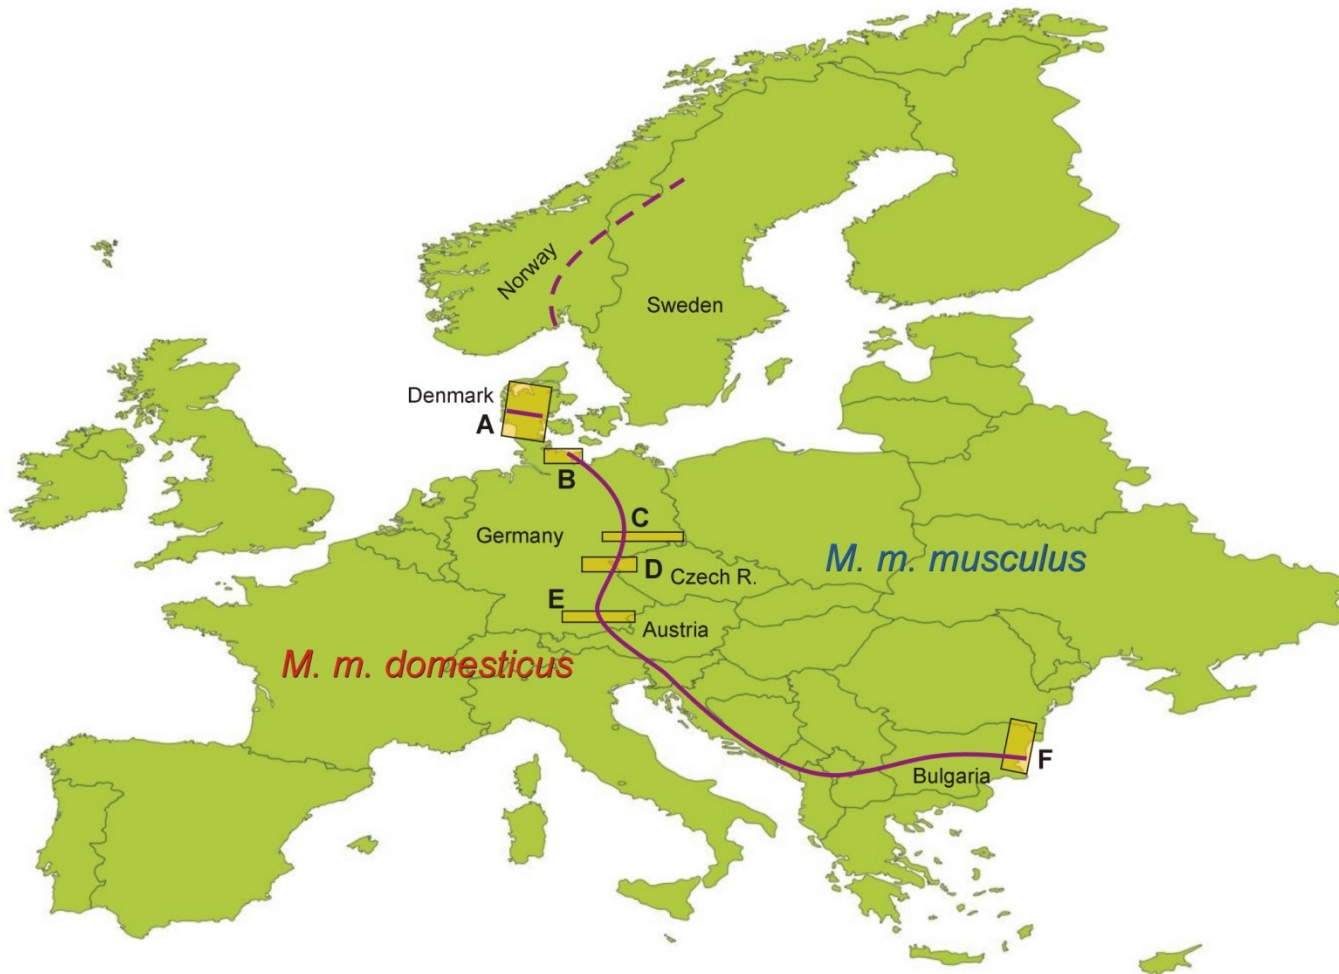 Norway
Sweden
Denmark
A
B
C
Germany
D
Czech R.
M. m. musculus
E
Austria
M. m. domesticus
F
Bulgaria